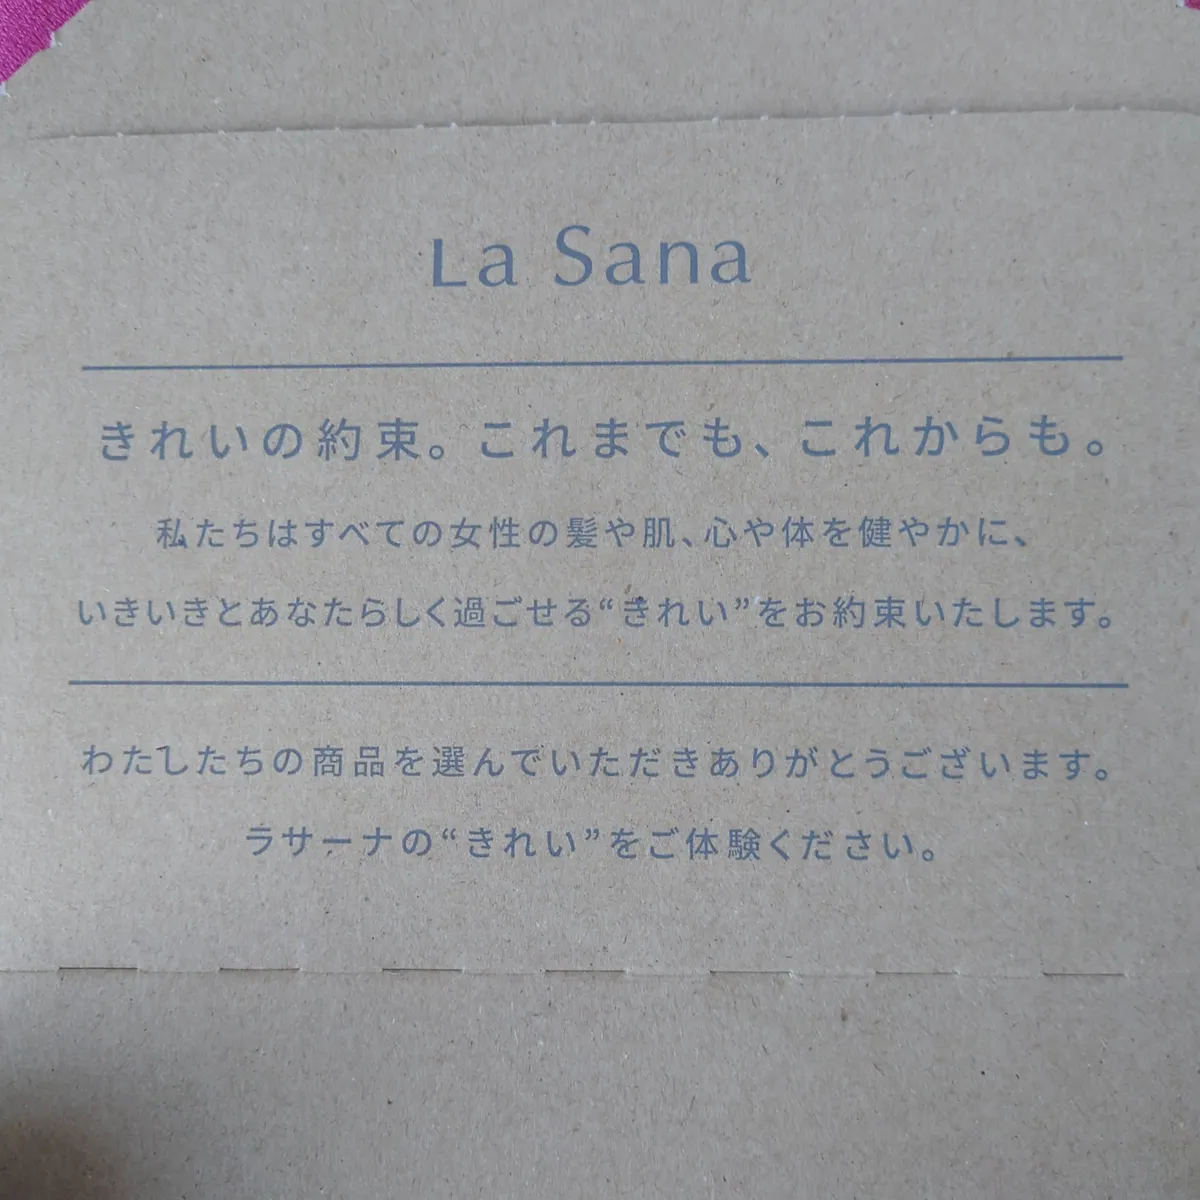 La Sana
きれいの約束。これまでも、これからも。
私たちはすべての女性の髪や肌、心や体を健やかに、
いきいきとあなたらしく過ごせる“きれい”をお約束いたします。
わたしたちの商品を選んでいただきありがとうございます。
ラサーナの“きれい”をご体験ください。